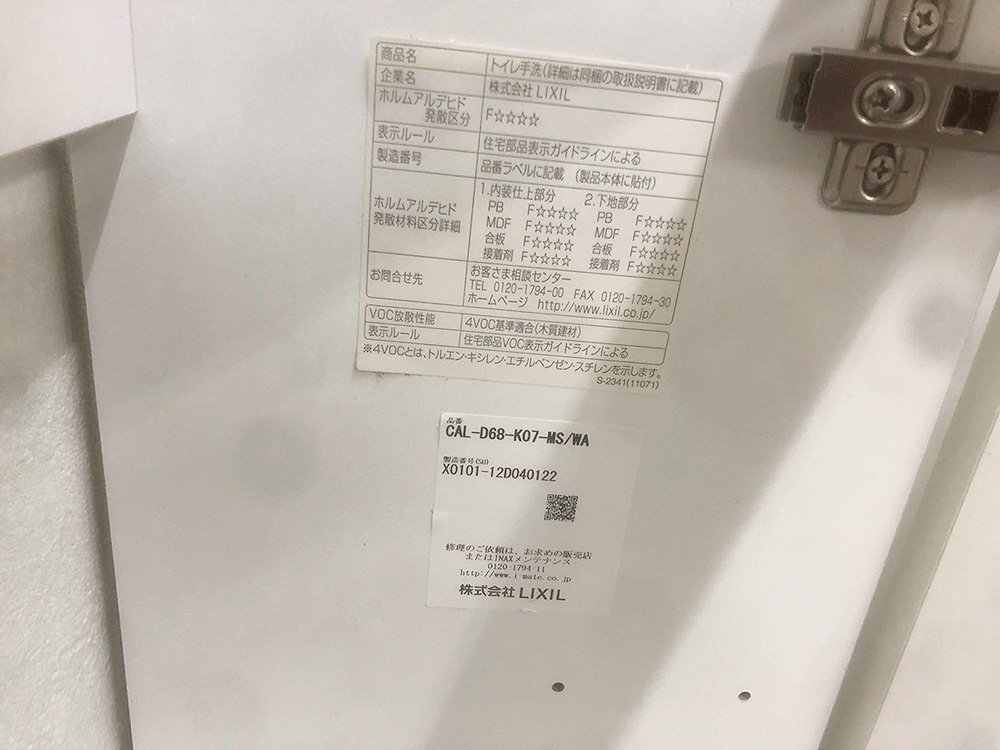 商品名 トイレ手洗(詳細は同梱の取扱説明書に記載)
企業名 株式会社 LIXIL
ホルムアルデヒド
発散区分 F☆☆☆☆
表示ルール 住宅部品表示ガイドラインによる
製造番号 品番ラベルに記載 (製品本体に貼付)
ホルムアルデヒド
発散材料区分詳細
1.内装仕上部分 2.下地部分
PB F☆☆☆☆ PB F☆☆☆☆
MDF F☆☆☆☆ MDF F☆☆☆☆
合板 F☆☆☆☆ 合板 F☆☆☆☆
接着剤 F☆☆☆☆ 接着剤 F☆☆☆☆
お問合せ先
お客さま相談センター
TEL 0120-1794-00 FAX 0120-1794-30
ホームページ http://www.lixil.co.jp/
VOC放散性能 4VOC基準適合(木質建材)
表示ルール 住宅部品VOC表示ガイドラインによる
※4VOCとは、トルエン・キシレン・エチルベンゼン・スチレンを示します。
S-2341(11071)
品番
CAL-D68-K07-MS/WA
製造番号(SU)
X0101-12D040122
修理のご依頼は、お求めの販売店
またはINAXメンテナンス
0120-1794-11
http://www.i-mate.co.jp
株式会社 LIXIL